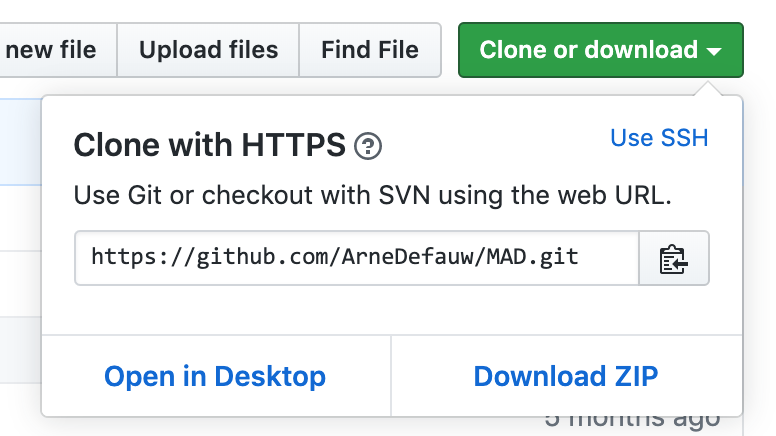 new file
Upload files
Find File
Clone or download
Clone with HTTPS ?
Use SSH
Use Git or checkout with SVN using the web URL.
https://github.com/ArneDefauw/MAD.git
Open in Desktop
Download ZIP
5 months ago